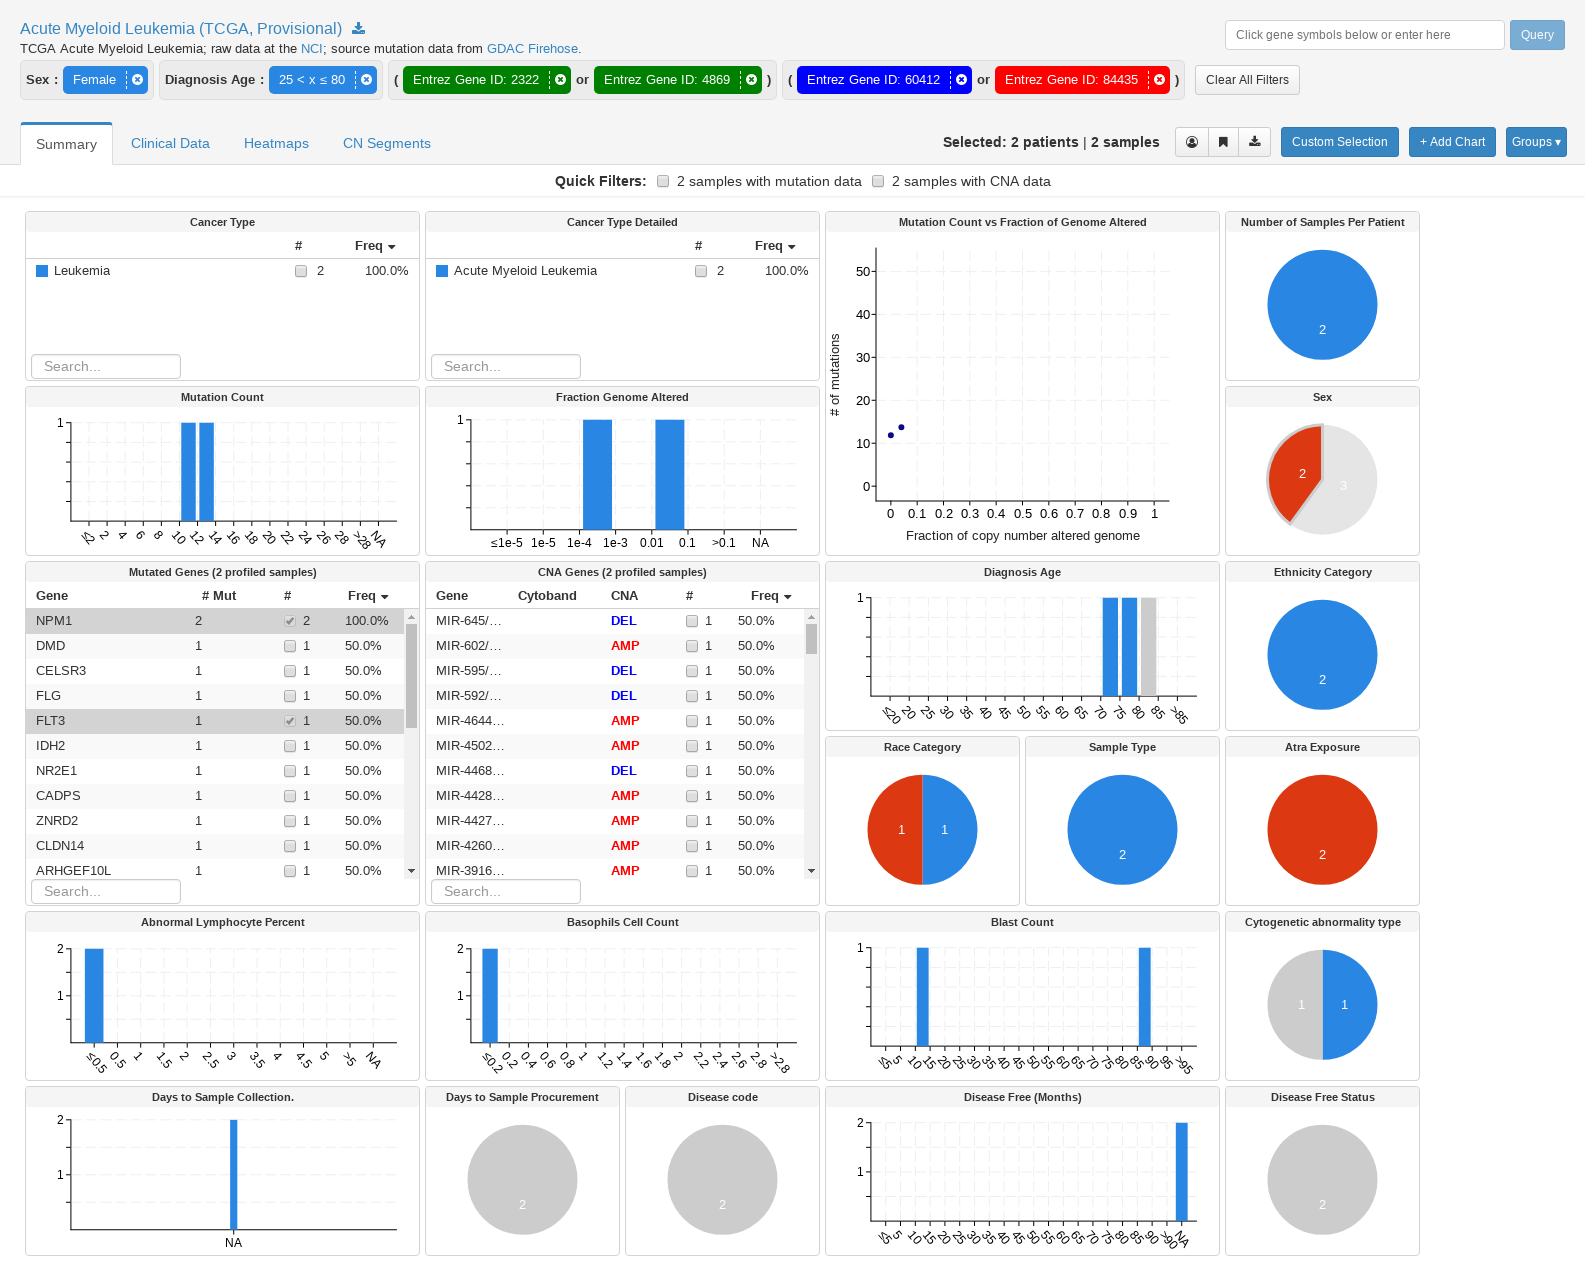 Acute Myeloid Leukemia (TCGA, Provisional)
Click gene symbols below or enter here Query
TCGA Acute Myeloid Leukemia; raw data at the NCI; source mutation data from GDAC Firehose.
Sex : Female Diagnosis Age : 25 < x ≤ 80 ( Entrez Gene ID: 2322 or Entrez Gene ID: 4869 ) ( Entrez Gene ID: 60412 or Entrez Gene ID: 84435 ) Clear All Filters
Summary Clinical Data Heatmaps CN Segments Selected: 2 patients | 2 samples Custom Selection + Add Chart Groups ▾
Quick Filters: 2 samples with mutation data 2 samples with CNA data
Cancer Type
# Freq
Leukemia 2 100.0%
Search...
Cancer Type Detailed
# Freq
Acute Myeloid Leukemia 2 100.0%
Search...
Mutation Count vs Fraction of Genome Altered
# of mutations
50
40
30
20
10
0
0 0.1 0.2 0.3 0.4 0.5 0.6 0.7 0.8 0.9 1
Fraction of copy number altered genome
Number of Samples Per Patient
2
Mutation Count
1
≤2 2 4 6 8 10 12 14 16 18 20 22 24 26 28 >28 NA
Fraction Genome Altered
1
≤1e-5 1e-5 1e-4 1e-3 0.01 0.1 >0.1 NA
Sex
2
3
Mutated Genes (2 profiled samples)
Gene # Mut # Freq
NPM1 2 2 100.0%
DMD 1 1 50.0%
CELSR3 1 1 50.0%
FLG 1 1 50.0%
FLT3 1 1 50.0%
IDH2 1 1 50.0%
NR2E1 1 1 50.0%
CADPS 1 1 50.0%
ZNRD2 1 1 50.0%
CLDN14 1 1 50.0%
ARHGEF10L 1 1 50.0%
Search...
CNA Genes (2 profiled samples)
Gene Cytoband CNA # Freq
MIR-645/… DEL 1 50.0%
MIR-602/… AMP 1 50.0%
MIR-595/… DEL 1 50.0%
MIR-592/… DEL 1 50.0%
MIR-4644… AMP 1 50.0%
MIR-4502… AMP 1 50.0%
MIR-4468… DEL 1 50.0%
MIR-4428… AMP 1 50.0%
MIR-4427… AMP 1 50.0%
MIR-4260… AMP 1 50.0%
MIR-3916… AMP 1 50.0%
Search...
Diagnosis Age
1
≤20 20 25 30 35 40 45 50 55 60 65 70 75 80 85 >85
Ethnicity Category
2
Race Category
1 1
Sample Type
2
Atra Exposure
2
Abnormal Lymphocyte Percent
2
1
≤0.5 0.5 1 1.5 2 2.5 3 3.5 4 4.5 5 >5 NA
Basophils Cell Count
2
1
≤0.2 0.2 0.4 0.6 0.8 1 1.2 1.4 1.6 1.8 2 2.2 2.4 2.6 2.8 >2.8
Blast Count
1
≤5 5 10 15 20 25 30 35 40 45 50 55 60 65 70 75 80 85 90 95 >95
Cytogenetic abnormality type
1 1
Days to Sample Collection.
2
1
NA
Days to Sample Procurement
2
Disease code
2
Disease Free (Months)
2
1
≤5 5 10 15 20 25 30 35 40 45 50 55 60 65 70 75 80 85 90 >90 NA
Disease Free Status
2